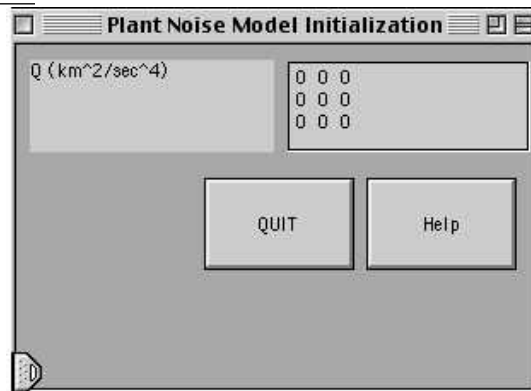 Plant Noise Model Initialization
Q (km^2/sec^4)
0 0 0
0 0 0
0 0 0
QUIT
Help